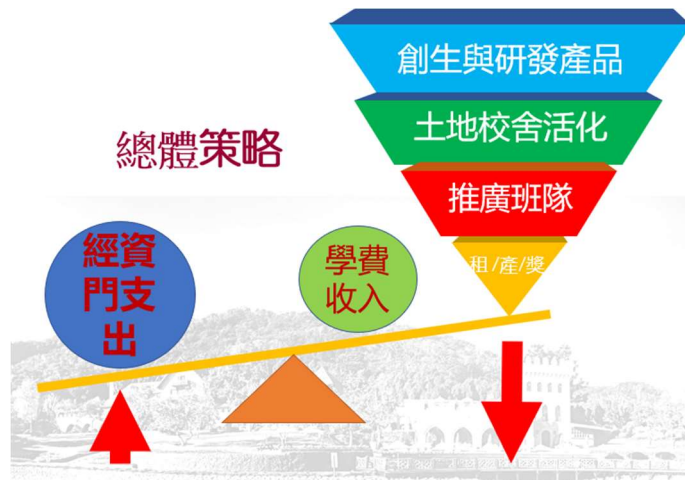 總體策略
創生與研發產品
土地校舍活化
推廣班隊
租/產/獎
學費
收入
經資
門支
出